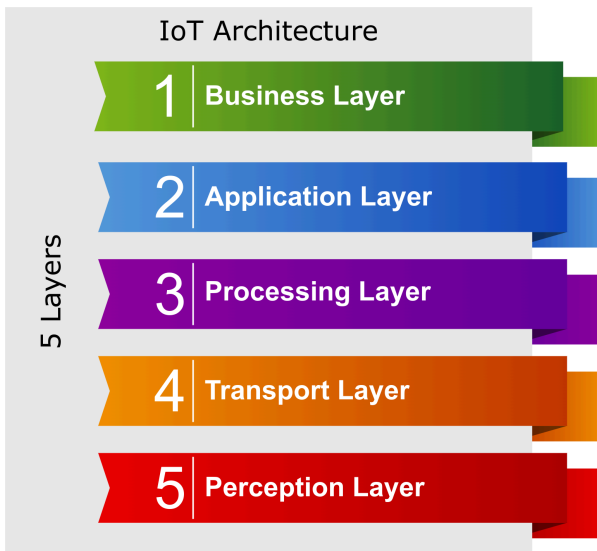 IoT Architecture
1 Business Layer
2 Application Layer
3 Processing Layer
4 Transport Layer
5 Perception Layer
5 Layers